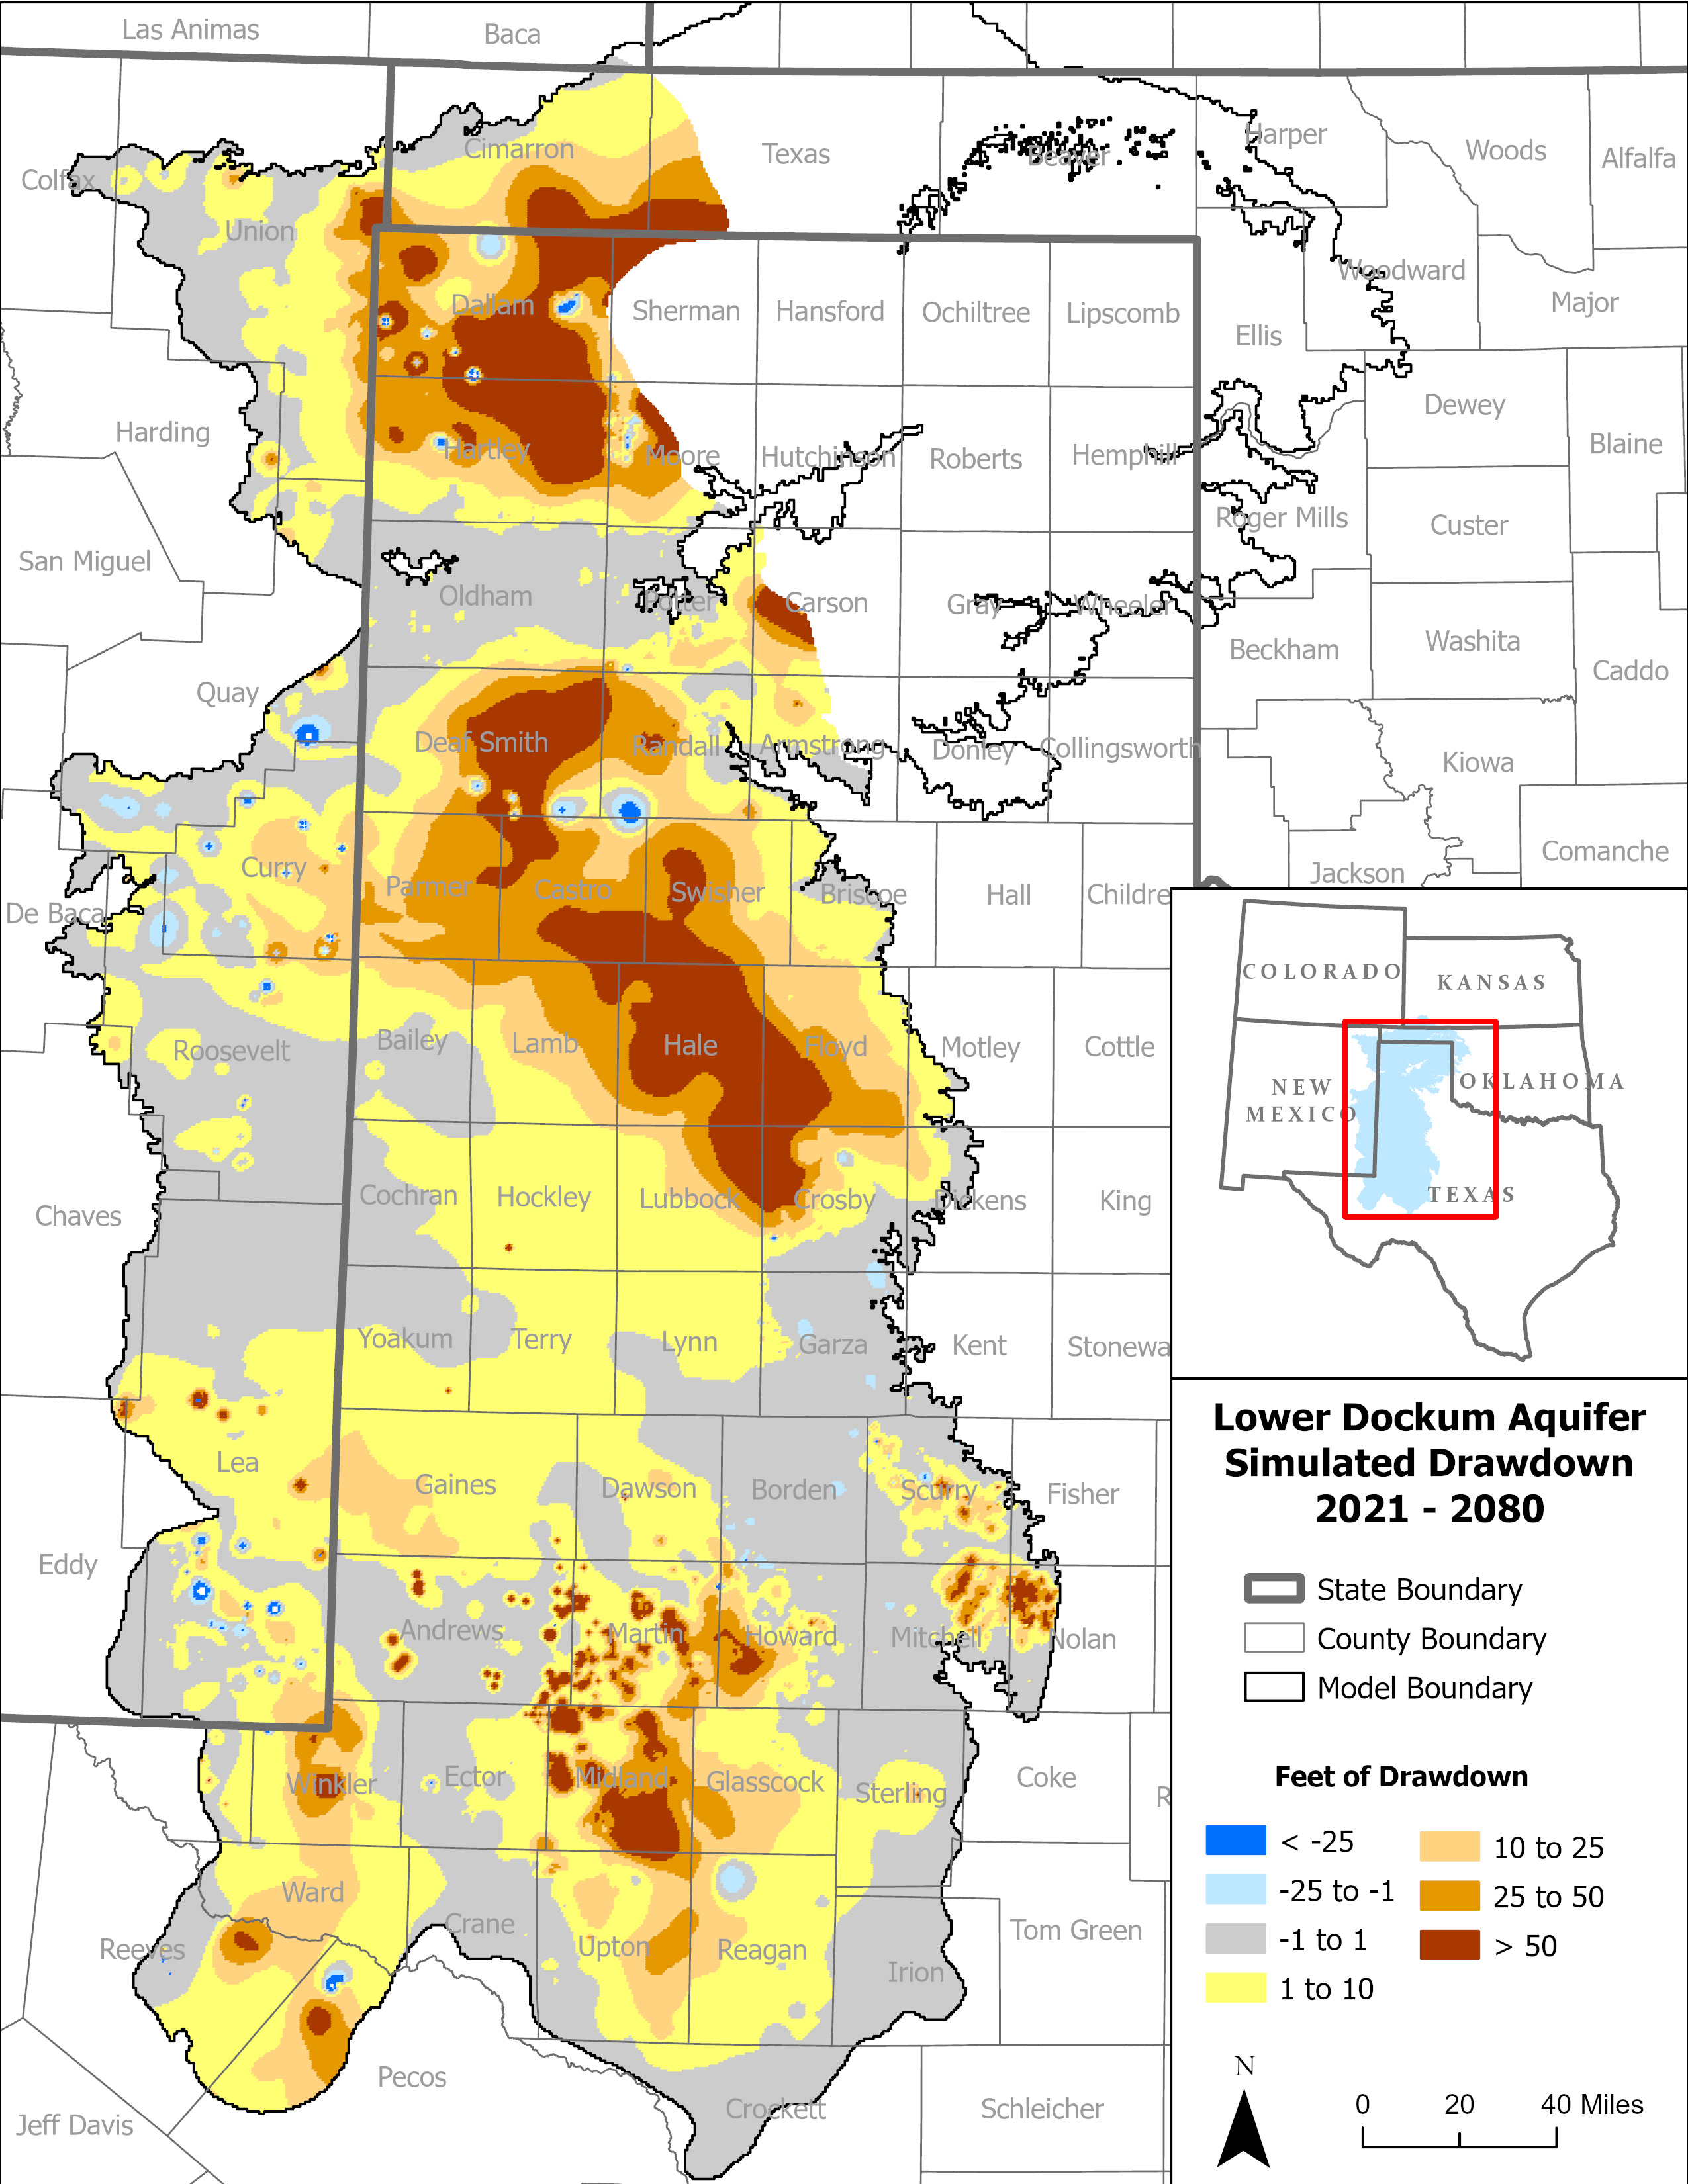 Las Animas
Baca
Colfax
Union
Cimarron
Texas
Beaver
Harper
Woods
Alfalfa
Woodward
Major
Dallam
Sherman
Hansford
Ochiltree
Lipscomb
Ellis
Harding
Hartley
Moore
Hutchinson
Roberts
Hemphill
Dewey
Blaine
San Miguel
Oldham
Potter
Carson
Gray
Wheeler
Roger Mills
Custer
Beckham
Washita
Caddo
Quay
Deaf Smith
Randall
Armstrong
Donley
Collingsworth
Kiowa
Comanche
Jackson
Curry
De Baca
Parmer
Castro
Swisher
Briscoe
Hall
Childre
Roosevelt
Bailey
Lamb
Hale
Floyd
Motley
Cottle
Chaves
Cochran
Hockley
Lubbock
Crosby
Dickens
King
Yoakum
Terry
Lynn
Garza
Kent
Stonewa
Lea
Gaines
Dawson
Borden
Scurry
Fisher
Eddy
Andrews
Martin
Howard
Mitchell
Nolan
Winkler
Ector
Midland
Glasscock
Sterling
Coke
R
Ward
Reeves
Crane
Upton
Reagan
Irion
Tom Green
Pecos
Jeff Davis
Crockett
Schleicher
COLORADO
KANSAS
NEW
MEXICO
OKLAHOMA
TEXAS
Lower Dockum Aquifer
Simulated Drawdown
2021 - 2080
State Boundary
County Boundary
Model Boundary
Feet of Drawdown
< -25
-25 to -1
-1 to 1
1 to 10
10 to 25
25 to 50
> 50
N
0 20 40 Miles